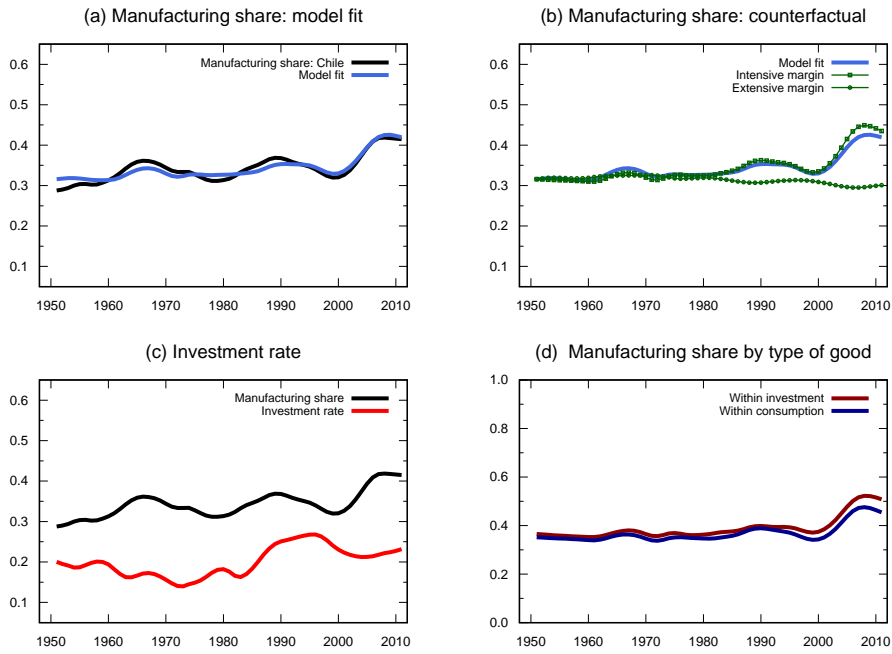 (a) Manufacturing share: model fit
0.6
0.5
0.4
0.3
0.2
0.1
1950 1960 1970 1980 1990 2000 2010
Manufacturing share: Chile
Model fit
(b) Manufacturing share: counterfactual
0.6
0.5
0.4
0.3
0.2
0.1
1950 1960 1970 1980 1990 2000 2010
Model fit
Intensive margin
Extensive margin
(c) Investment rate
0.6
0.5
0.4
0.3
0.2
0.1
1950 1960 1970 1980 1990 2000 2010
Manufacturing share
Investment rate
(d) Manufacturing share by type of good
1.0
0.8
0.6
0.4
0.2
0.0
1950 1960 1970 1980 1990 2000 2010
Within investment
Within consumption